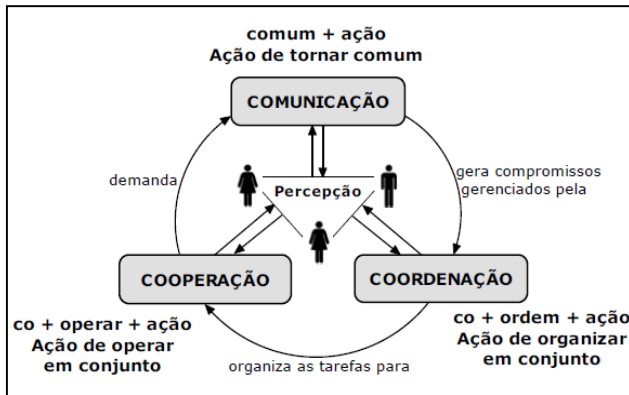 comum + ação
Ação de tornar comum
COMUNICAÇÃO
demanda
gera compromissos
gerenciados pela
Percepção
COOPERAÇÃO
COORDENAÇÃO
co + operar + ação
Ação de operar
em conjunto
co + ordem + ação
Ação de organizar
em conjunto
organiza as tarefas para